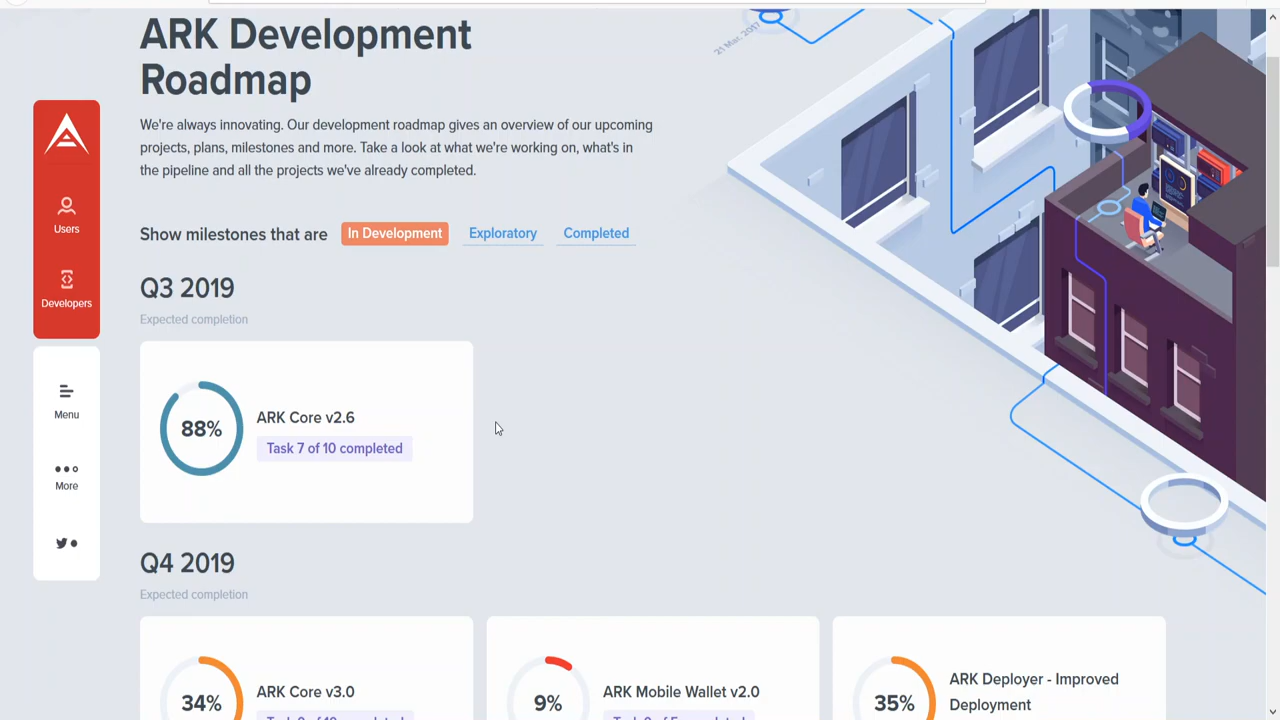 ARK Development
Roadmap
We're always innovating. Our development roadmap gives an overview of our upcoming
projects, plans, milestones and more. Take a look at what we're working on, what's in
the pipeline and all the projects we've already completed.
Show milestones that are In Development Exploratory Completed
Q3 2019
Expected completion
88%
ARK Core v2.6
Task 7 of 10 completed
Q4 2019
Expected completion
34%
ARK Core v3.0
9%
ARK Mobile Wallet v2.0
35%
ARK Deployer - Improved
Deployment
Users
Developers
Menu
More
21 Mar, 2017